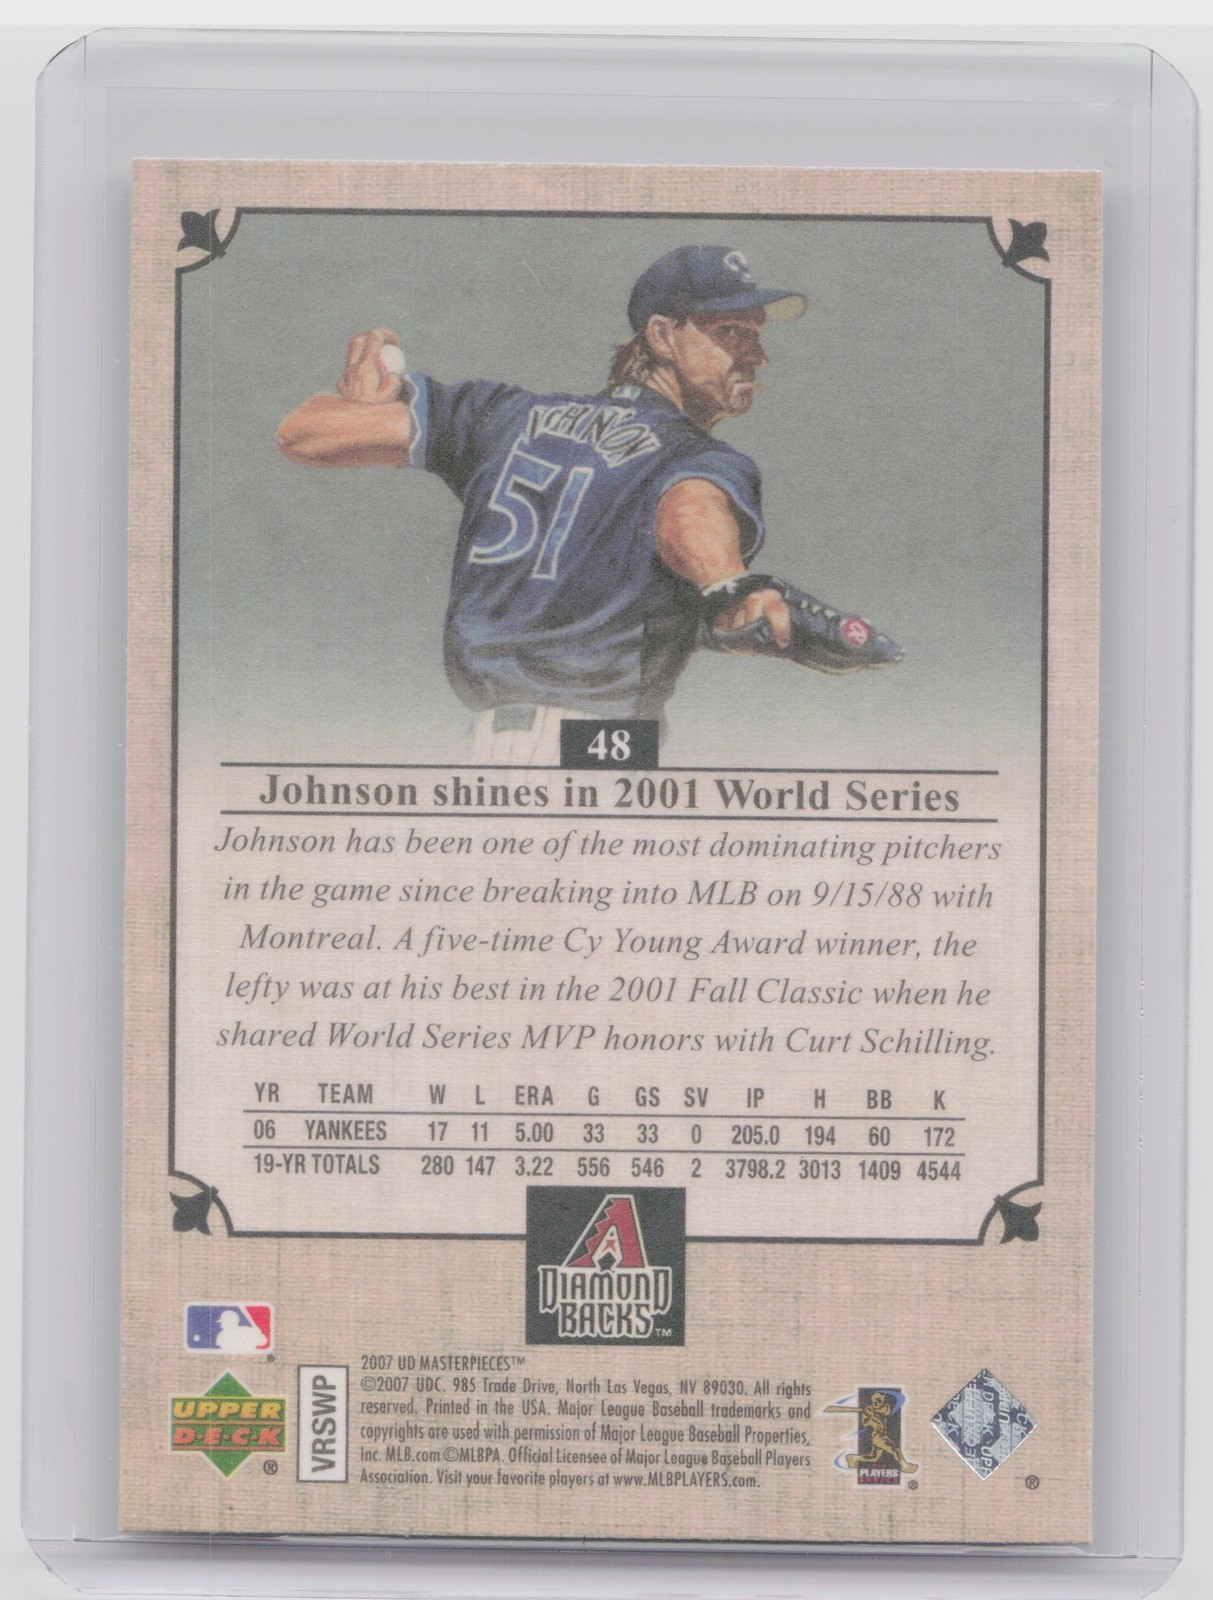 JOHNSON
51
48
Johnson shines in 2001 World Series
Johnson has been one of the most dominating pitchers
in the game since breaking into MLB on 9/15/88 with
Montreal. A five-time Cy Young Award winner, the
lefty was at his best in the 2001 Fall Classic when he
shared World Series MVP honors with Curt Schilling.
YR TEAM W L ERA G GS SV IP H BB K
06 YANKEES 17 11 5.00 33 33 0 205.0 194 60 172
19-YR TOTALS 280 147 3.22 556 546 2 3798.2 3013 1409 4544
A
DIAMOND
BACKS™
®
UPPER
D·E·C·K
®
VRSWP
2007 UD MASTERPIECES™
©2007 UDC. 985 Trade Drive, North Las Vegas, NV 89030. All rights
reserved. Printed in the USA. Major League Baseball trademarks and
copyrights are used with permission of Major League Baseball Properties,
Inc. MLB.com ©MLBPA. Official Licensee of Major League Baseball Players
Association. Visit your favorite players at www.MLBPLAYERS.com.
PLAYERS
®
®